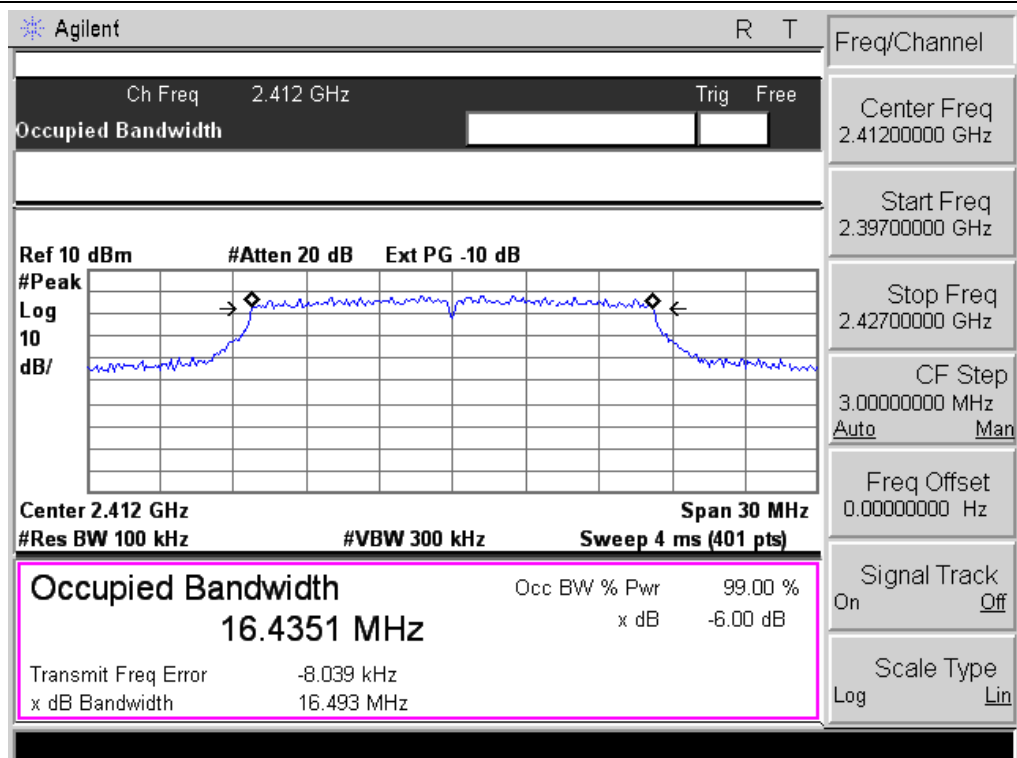 Agilent R T
Ch Freq 2.412 GHz Trig Free
Occupied Bandwidth
Ref 10 dBm #Atten 20 dB Ext PG -10 dB
#Peak
Log
10
dB/
Center 2.412 GHz Span 30 MHz
#Res BW 100 kHz #VBW 300 kHz Sweep 4 ms (401 pts)
Occupied Bandwidth
16.4351 MHz
Occ BW % Pwr 99.00 %
x dB -6.00 dB
Transmit Freq Error -8.039 kHz
x dB Bandwidth 16.493 MHz
Freq/Channel
Center Freq
2.41200000 GHz
Start Freq
2.39700000 GHz
Stop Freq
2.42700000 GHz
CF Step
3.00000000 MHz
Auto Man
Freq Offset
0.00000000 Hz
Signal Track
On Off
Scale Type
Log Lin